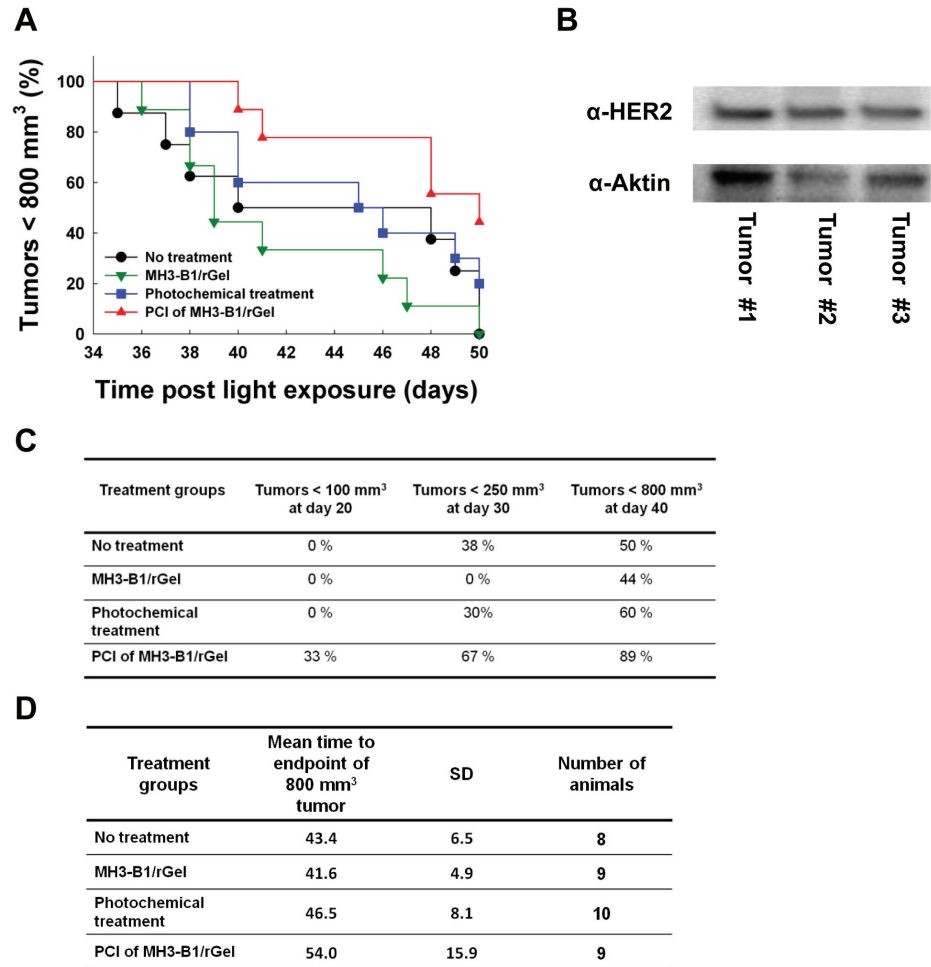 A
Tumors < 800 mm3 (%)
100
80
60
40
20
0
No treatment
MH3-B1/rGel
Photochemical treatment
PCI of MH3-B1/rGel
34 36 38 40 42 44 46 48 50
Time post light exposure (days)
B
α-HER2
α-Aktin
Tumor #1
Tumor #2
Tumor #3
C
Treatment groups
Tumors < 100 mm3
at day 20
Tumors < 250 mm3
at day 30
Tumors < 800 mm3
at day 40
No treatment 0 % 38 % 50 %
MH3-B1/rGel 0 % 0 % 44 %
Photochemical
treatment
0 % 30% 60 %
PCI of MH3-B1/rGel 33 % 67 % 89 %
D
Treatment
groups
Mean time to
endpoint of
800 mm3
tumor
SD
Number of
animals
No treatment 43.4 6.5 8
MH3-B1/rGel 41.6 4.9 9
Photochemical
treatment
46.5 8.1 10
PCI of MH3-B1/rGel 54.0 15.9 9